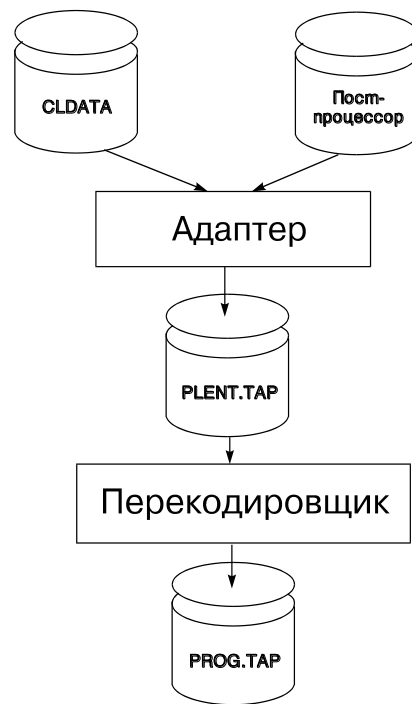 CLDATA
Пост-
процессор
Адаптер
PLENT.TAP
Перекодировщик
PROG.TAP